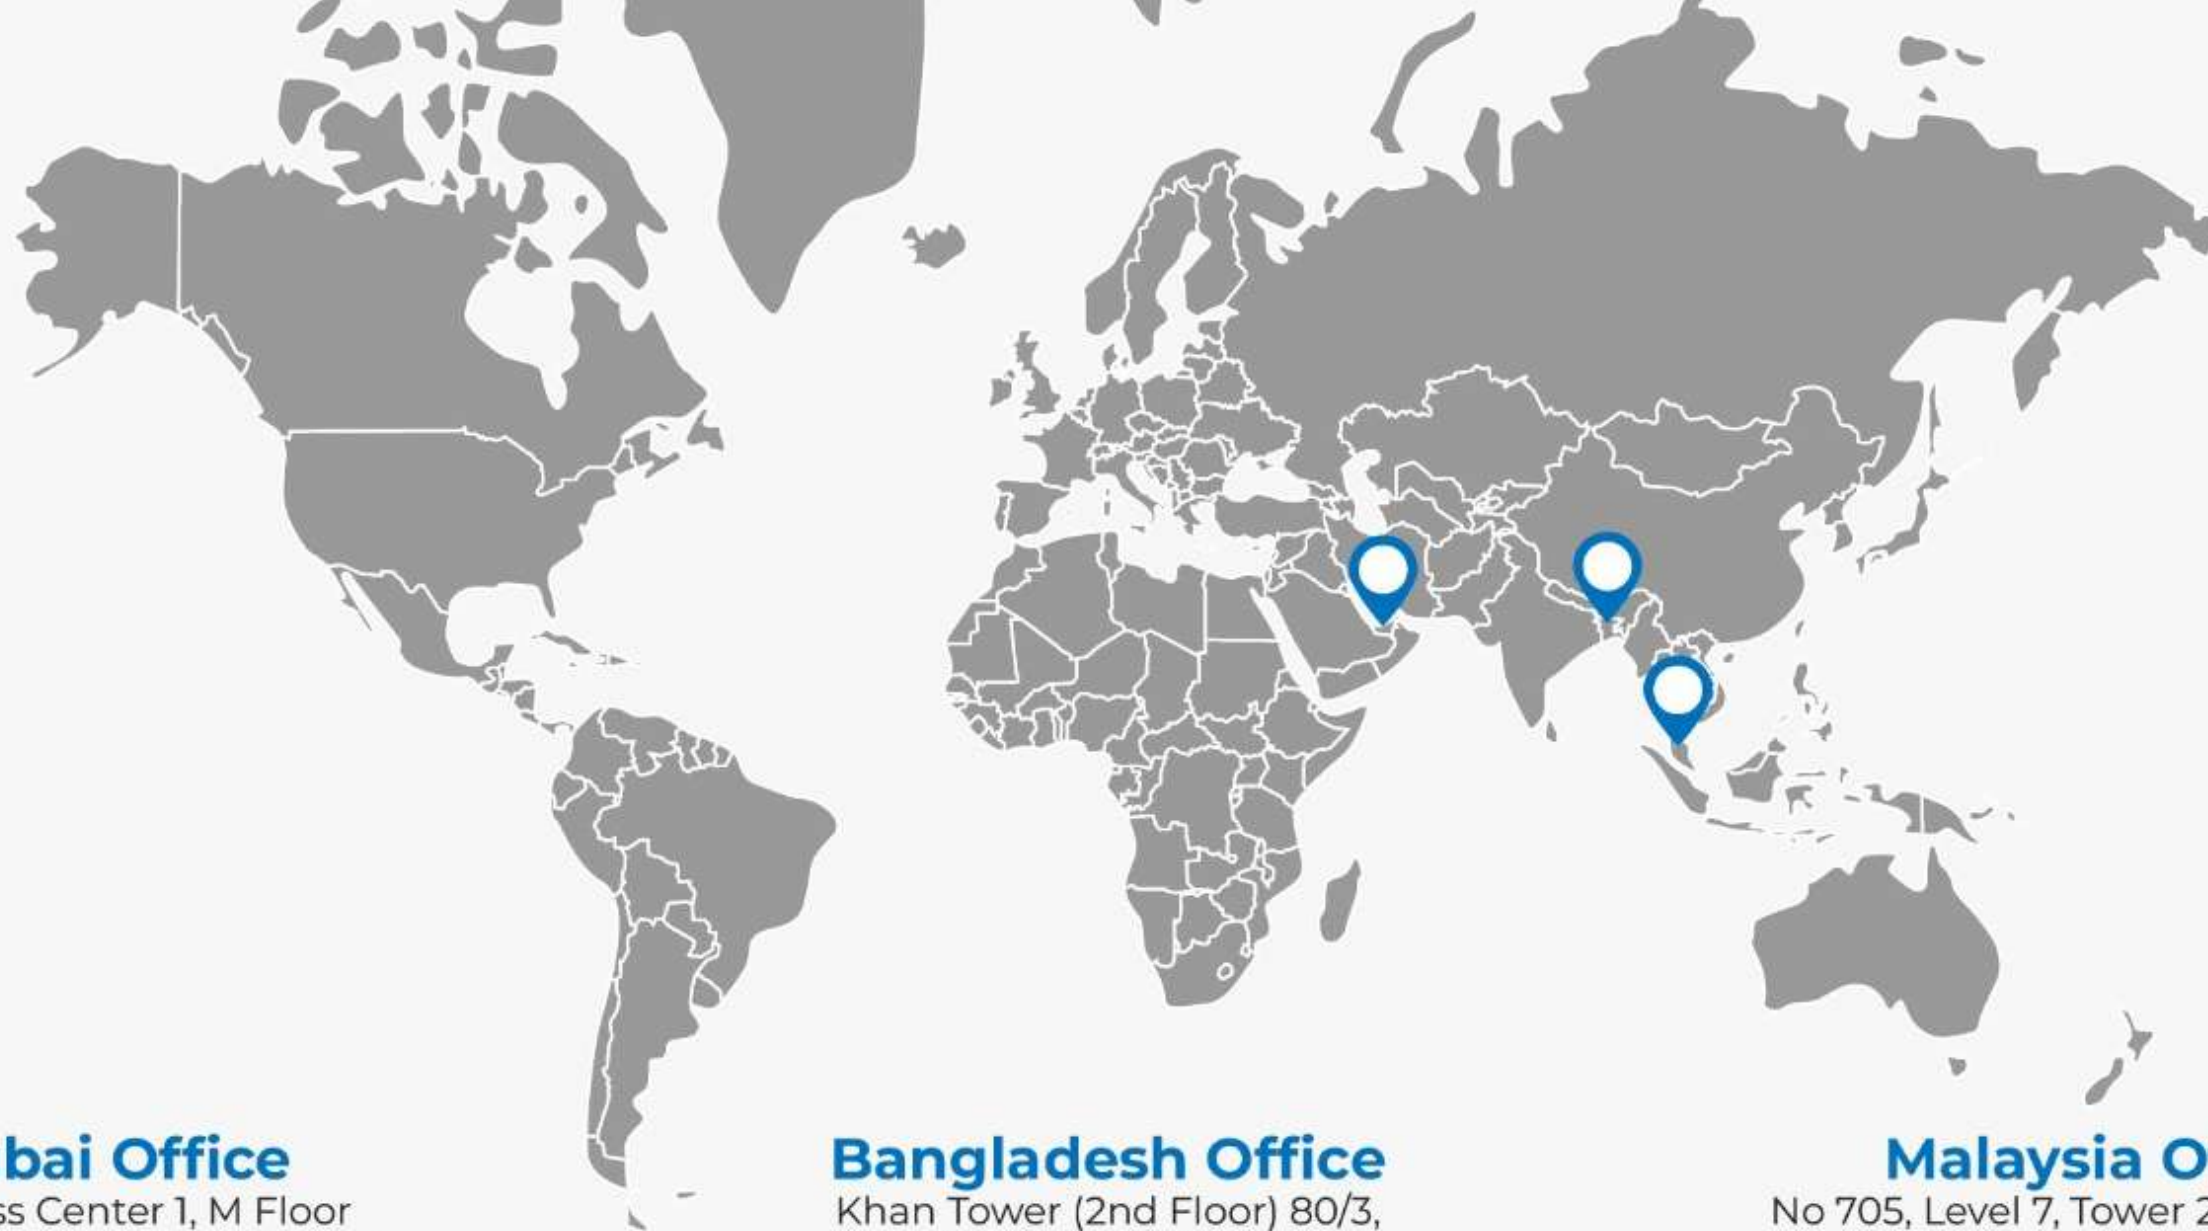 bai Office
ss Center 1, M Floor
Bangladesh Office
Khan Tower (2nd Floor) 80/3,
Malaysia O
No 705, Level 7, Tower 2